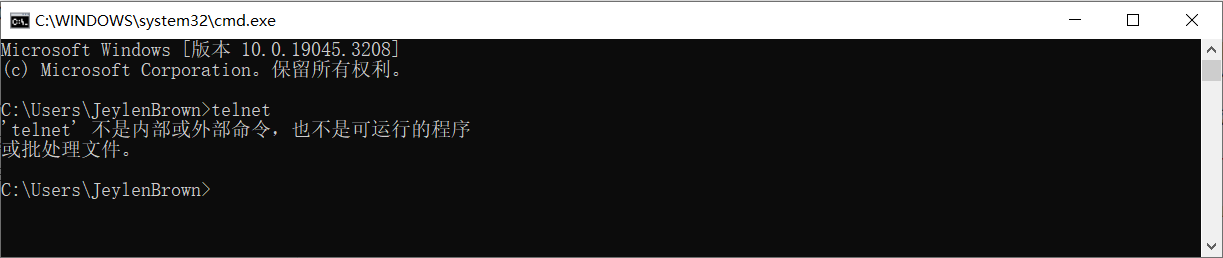 C:\WINDOWS\system32\cmd.exe
Microsoft Windows [版本 10.0.19045.3208]
(c) Microsoft Corporation。保留所有权利。
C:\Users\JeylenBrown>telnet
'telnet' 不是内部或外部命令，也不是可运行的程序
或批处理文件。
C:\Users\JeylenBrown>